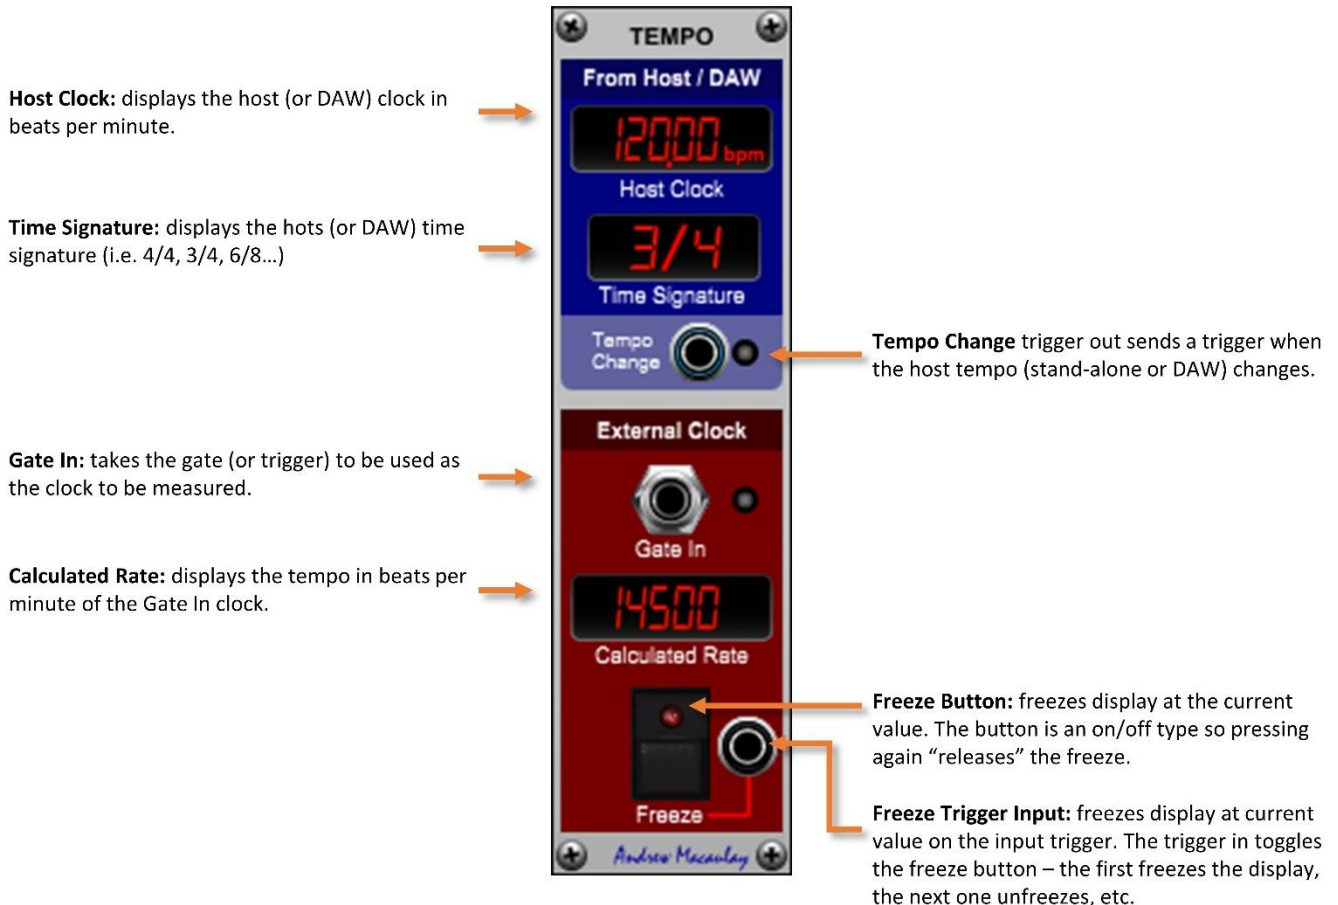 TEMPO
From Host / DAW
Host Clock: displays the host (or DAW) clock in
beats per minute.
120.00 bpm
Host Clock
Time Signature: displays the hots (or DAW) time
signature (i.e. 4/4, 3/4, 6/8...)
3/4
Time Signature
Tempo
Change
Tempo Change trigger out sends a trigger when
the host tempo (stand-alone or DAW) changes.
External Clock
Gate In: takes the gate (or trigger) to be used as
the clock to be measured.
Gate In
Calculated Rate: displays the tempo in beats per
minute of the Gate In clock.
14500
Calculated Rate
Freeze Button: freezes display at the current
value. The button is an on/off type so pressing
again “releases” the freeze.
Freeze
Freeze Trigger Input: freezes display at current
value on the input trigger. The trigger in toggles
the freeze button – the first freezes the display,
the next one unfreezes, etc.
Andrew Macaulay